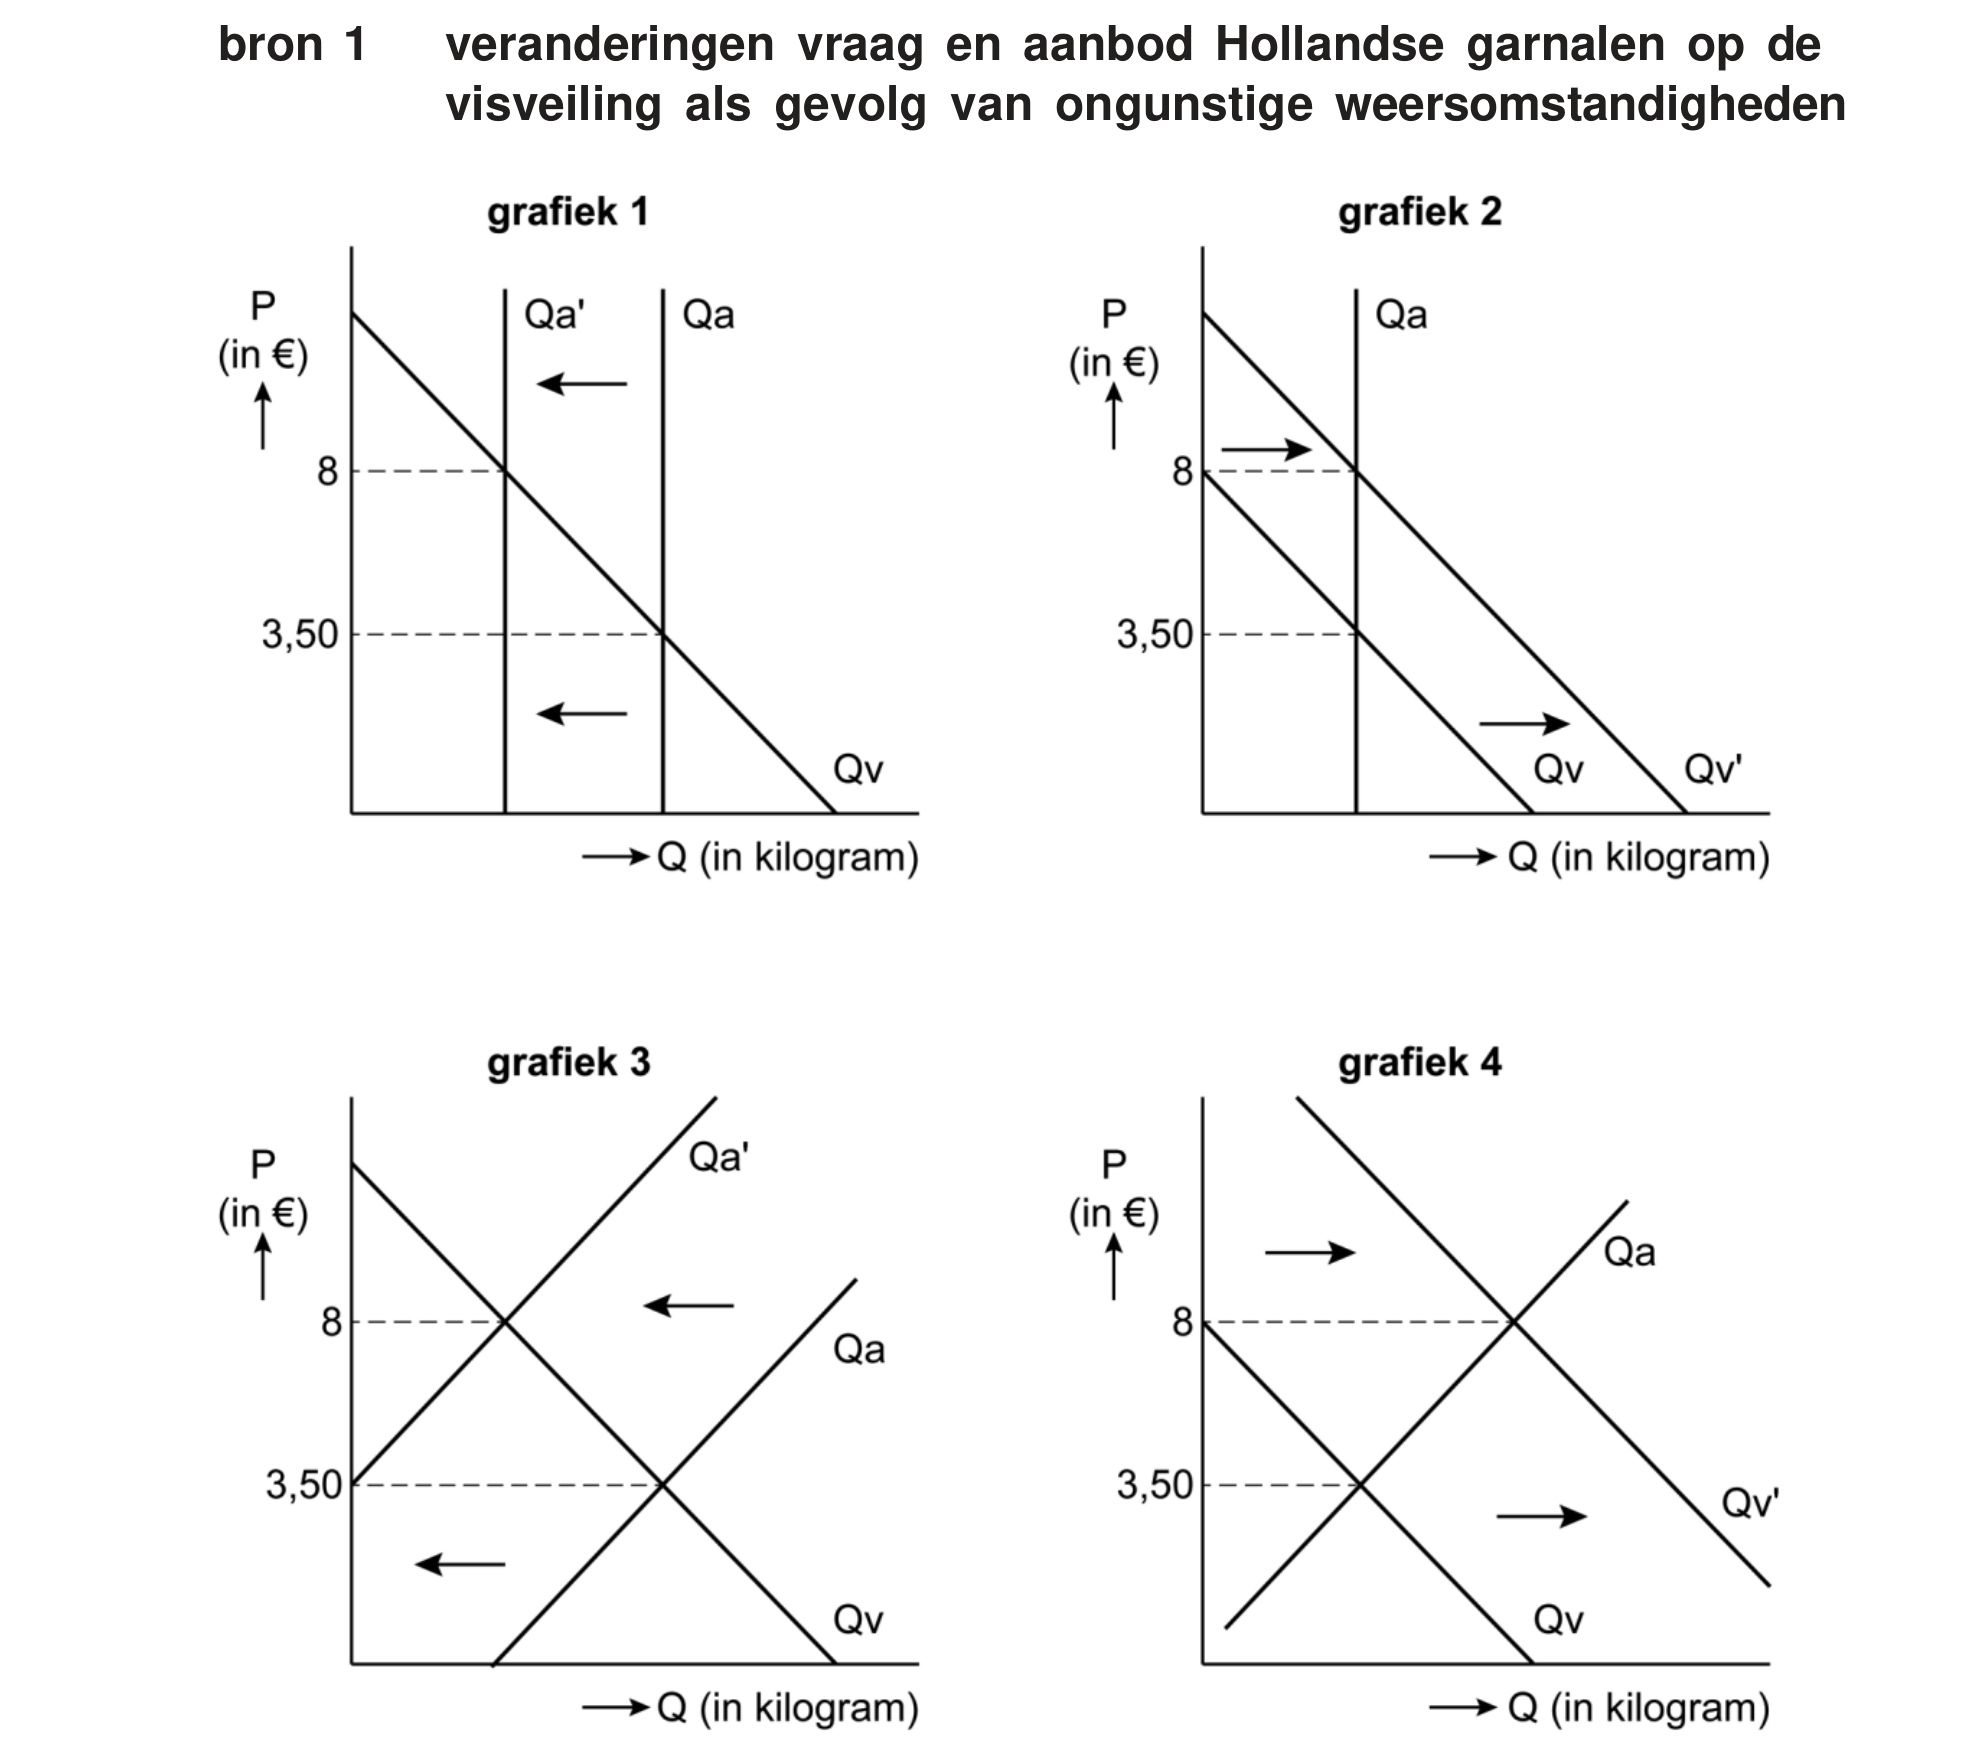 bron 1 veranderingen vraag en aanbod Hollandse garnalen op de
visveiling als gevolg van ongunstige weersomstandigheden
grafiek 1
P
(in €)
Qa'
Qa
8
3,50
Qv
Q (in kilogram)
grafiek 2
P
(in €)
Qa
8
3,50
Qv
Qv'
Q (in kilogram)
grafiek 3
P
(in €)
Qa'
8
Qa
3,50
Qv
Q (in kilogram)
grafiek 4
P
(in €)
Qa
8
3,50
Qv'
Qv
Q (in kilogram)